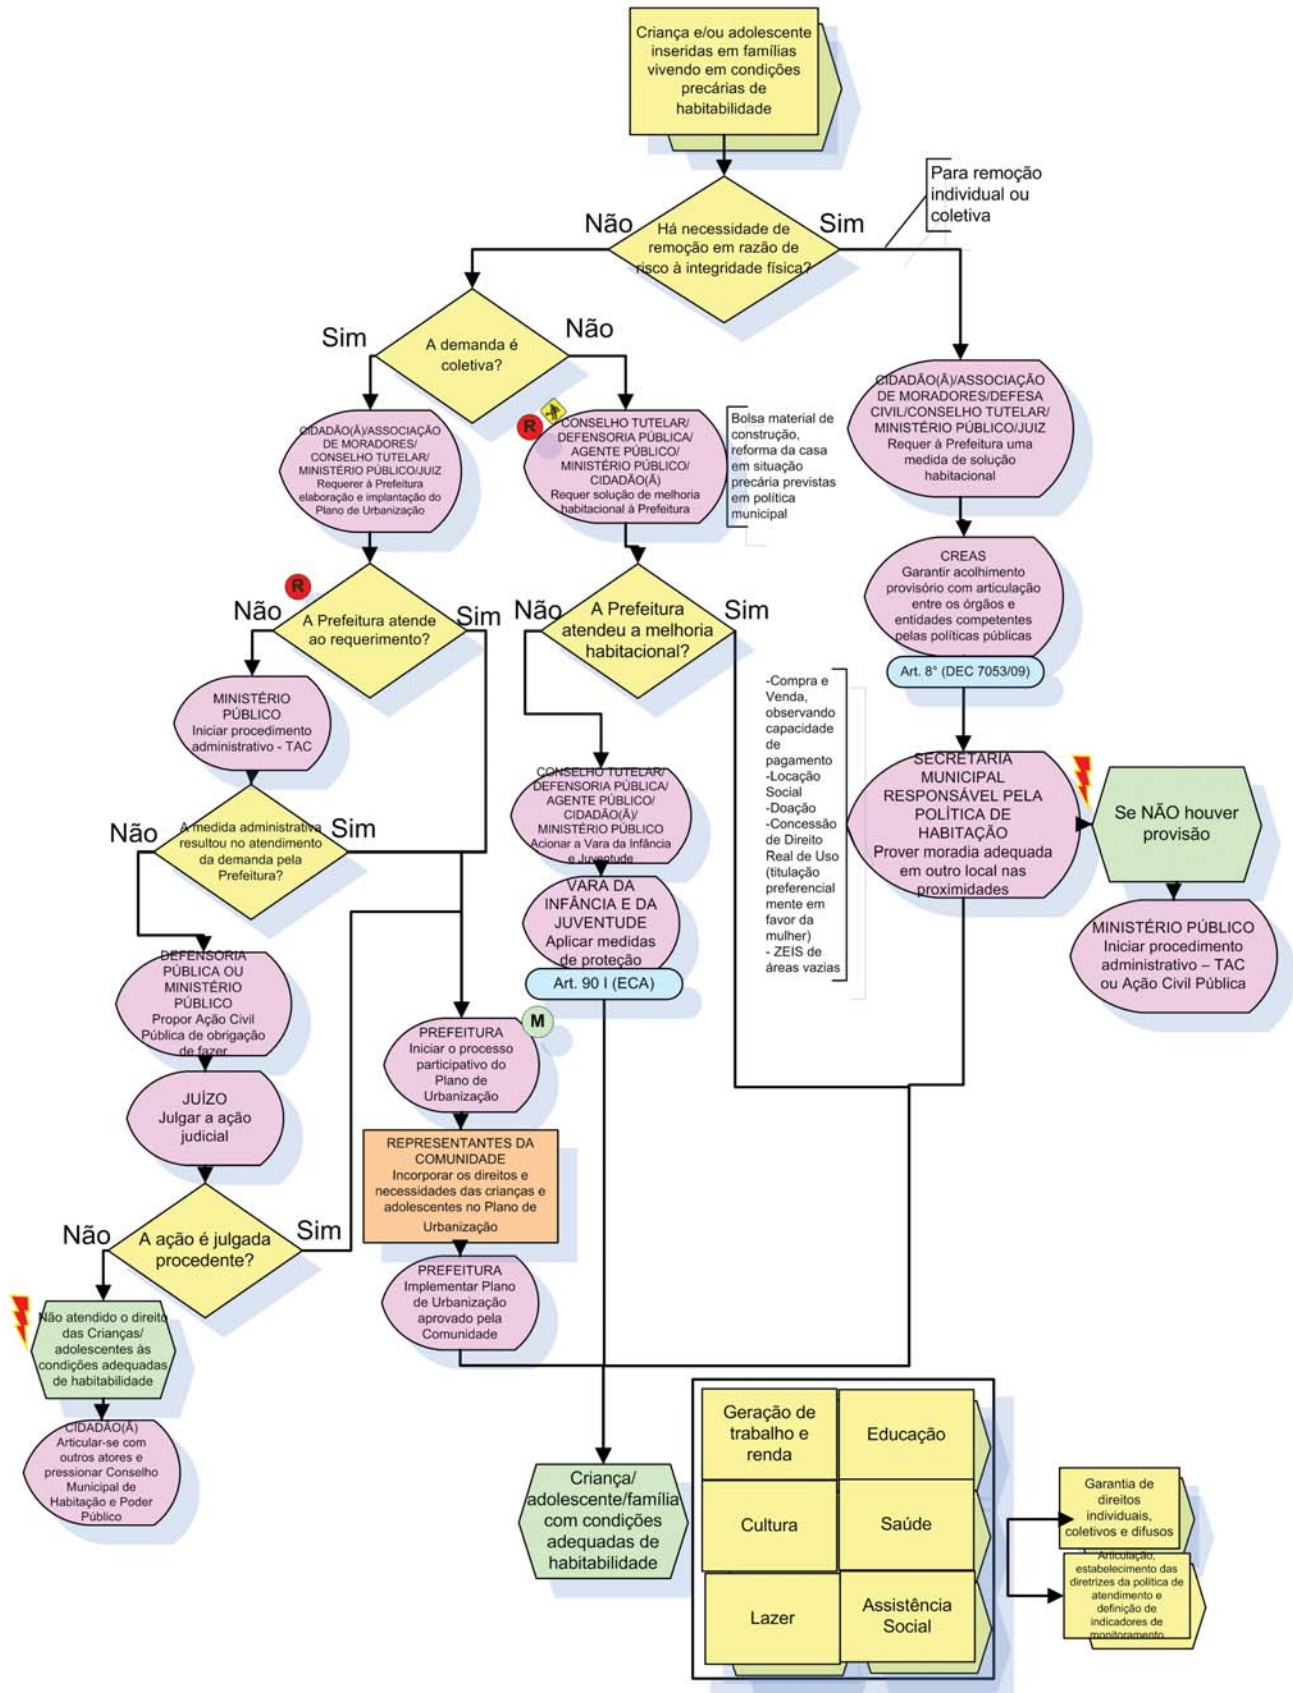 Criança e/ou adolescente
inseridas em famílias
vivendo em condições
precárias de
habitabilidade
Para remoção
individual ou
coletiva
Não
Sim
Há necessidade de
remoção em razão de
risco à integridade física?
Sim
Não
A demanda é
coletiva?
CIDADÃO(Ã)/ASSOCIAÇÃO
DE MORADORES/
CONSELHO TUTELAR/
MINISTÉRIO PÚBLICO/JUIZ
Requerer à Prefeitura
elaboração e implantação do
Plano de Urbanização
R
CONSELHO TUTELAR/
DEFENSORIA PÚBLICA/
AGENTE PÚBLICO/
MINISTÉRIO PÚBLICO/
CIDADÃO(Ã)
Requer solução de melhoria
habitacional à Prefeitura
Bolsa material de
construção,
reforma da casa
em situação
precária previstas
em política
municipal
CIDADÃO(Ã)/ASSOCIAÇÃO
DE MORADORES/DEFESA
CIVIL/CONSELHO TUTELAR/
MINISTÉRIO PÚBLICO/JUIZ
Requer à Prefeitura uma
medida de solução
habitacional
CREAS
Garantir acolhimento
provisório com articulação
entre os órgãos e
entidades competentes
pelas políticas públicas
Art. 8° (DEC 7053/09)
R
Não
Sim
A Prefeitura atende
ao requerimento?
Não
Sim
A Prefeitura
atendeu a melhoria
habitacional?
MINISTÉRIO
PÚBLICO
Iniciar procedimento
administrativo - TAC
-Compra e
Venda,
observando
capacidade
de
pagamento
-Locação
Social
-Doação
-Concessão
de Direito
Real de Uso
(titulação
preferencial
mente em
favor da
mulher)
- ZEIS de
áreas vazias
SECRETARIA
MUNICIPAL
RESPONSÁVEL PELA
POLÍTICA DE
HABITAÇÃO
Prover moradia adequada
em outro local nas
proximidades
Se NÃO houver
provisão
MINISTÉRIO PÚBLICO
Iniciar procedimento
administrativo – TAC
ou Ação Civil Pública
CONSELHO TUTELAR/
DEFENSORIA PÚBLICA/
AGENTE PÚBLICO/
CIDADÃO(Ã)/
MINISTÉRIO PÚBLICO
Acionar a Vara da Infância
e Juventude
Não
Sim
A medida administrativa
resultou no atendimento
da demanda pela
Prefeitura?
VARA DA
INFÂNCIA E DA
JUVENTUDE
Aplicar medidas
de proteção
Art. 90 I (ECA)
DEFENSORIA
PÚBLICA OU
MINISTÉRIO
PÚBLICO
Propor Ação Civil
Pública de obrigação
de fazer
M
PREFEITURA
Iniciar o processo
participativo do
Plano de
Urbanização
JUÍZO
Julgar a ação
judicial
REPRESENTANTES DA
COMUNIDADE
Incorporar os direitos e
necessidades das crianças e
adolescentes no Plano de
Urbanização
Não
Sim
A ação é julgada
procedente?
PREFEITURA
Implementar Plano
de Urbanização
aprovado pela
Comunidade
Não atendido o direito
das Crianças/
adolescentes às
condições adequadas
de habitabilidade
CIDADÃO(Ã)
Articular-se com
outros atores e
pressionar Conselho
Municipal de
Habitação e Poder
Público
Criança/
adolescente/família
com condições
adequadas de
habitabilidade
Geração de
trabalho e
renda
Educação
Cultura
Saúde
Lazer
Assistência
Social
Garantia de
direitos
individuais,
coletivos e difusos
Articulação,
estabelecimento das
diretrizes da política de
atendimento e
definição de
indicadores de
monitoramento